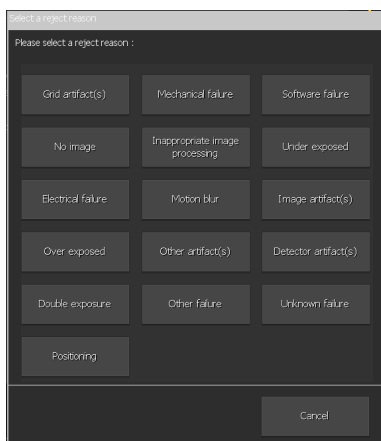 Select a reject reason
Please select a reject reason :
Grid artifact(s)
Mechanical failure
Software failure
No image
Inappropriate image
processing
Under exposed
Electrical failure
Motion blur
Image artifact(s)
Over exposed
Other artifact(s)
Detector artifact(s)
Double exposure
Other failure
Unknown failure
Positioning
Cancel